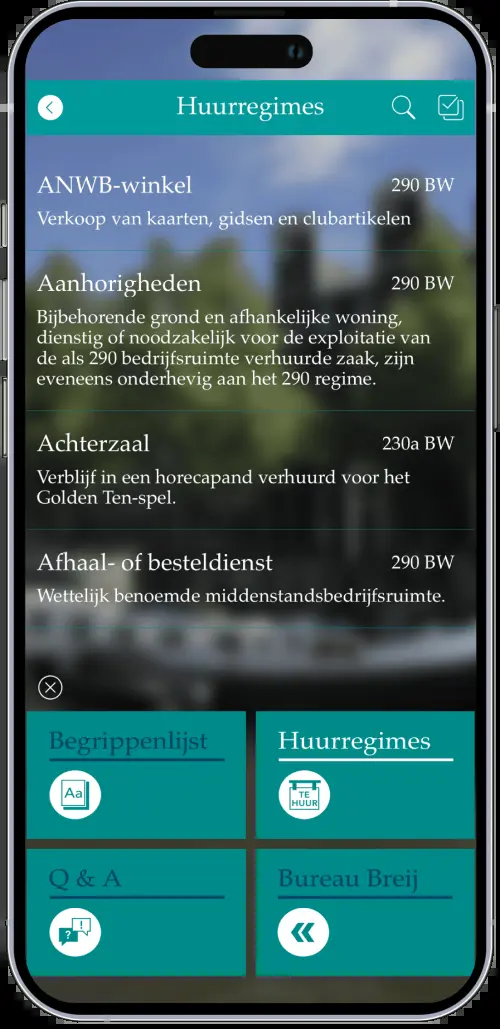 Huurregimes
ANWB-winkel 290 BW
Verkoop van kaarten, gidsen en clubartikelen
Aanhorigheden 290 BW
Bijbehorende grond en afhankelijke woning,
dienstig of noodzakelijk voor de exploitatie van
de als 290 bedrijfsruimte verhuurde zaak, zijn
eveneens onderhevig aan het 290 regime.
Achterzaal 230a BW
Verblijf in een horecapand verhuurd voor het
Golden Ten-spel.
Afhaal- of besteldienst 290 BW
Wettelijk benoemde middenstandsbedrijfsruimte.
Begrippenlijst Huurregimes
Aa
TE
HUUR
Q & A Bureau Breij
? !